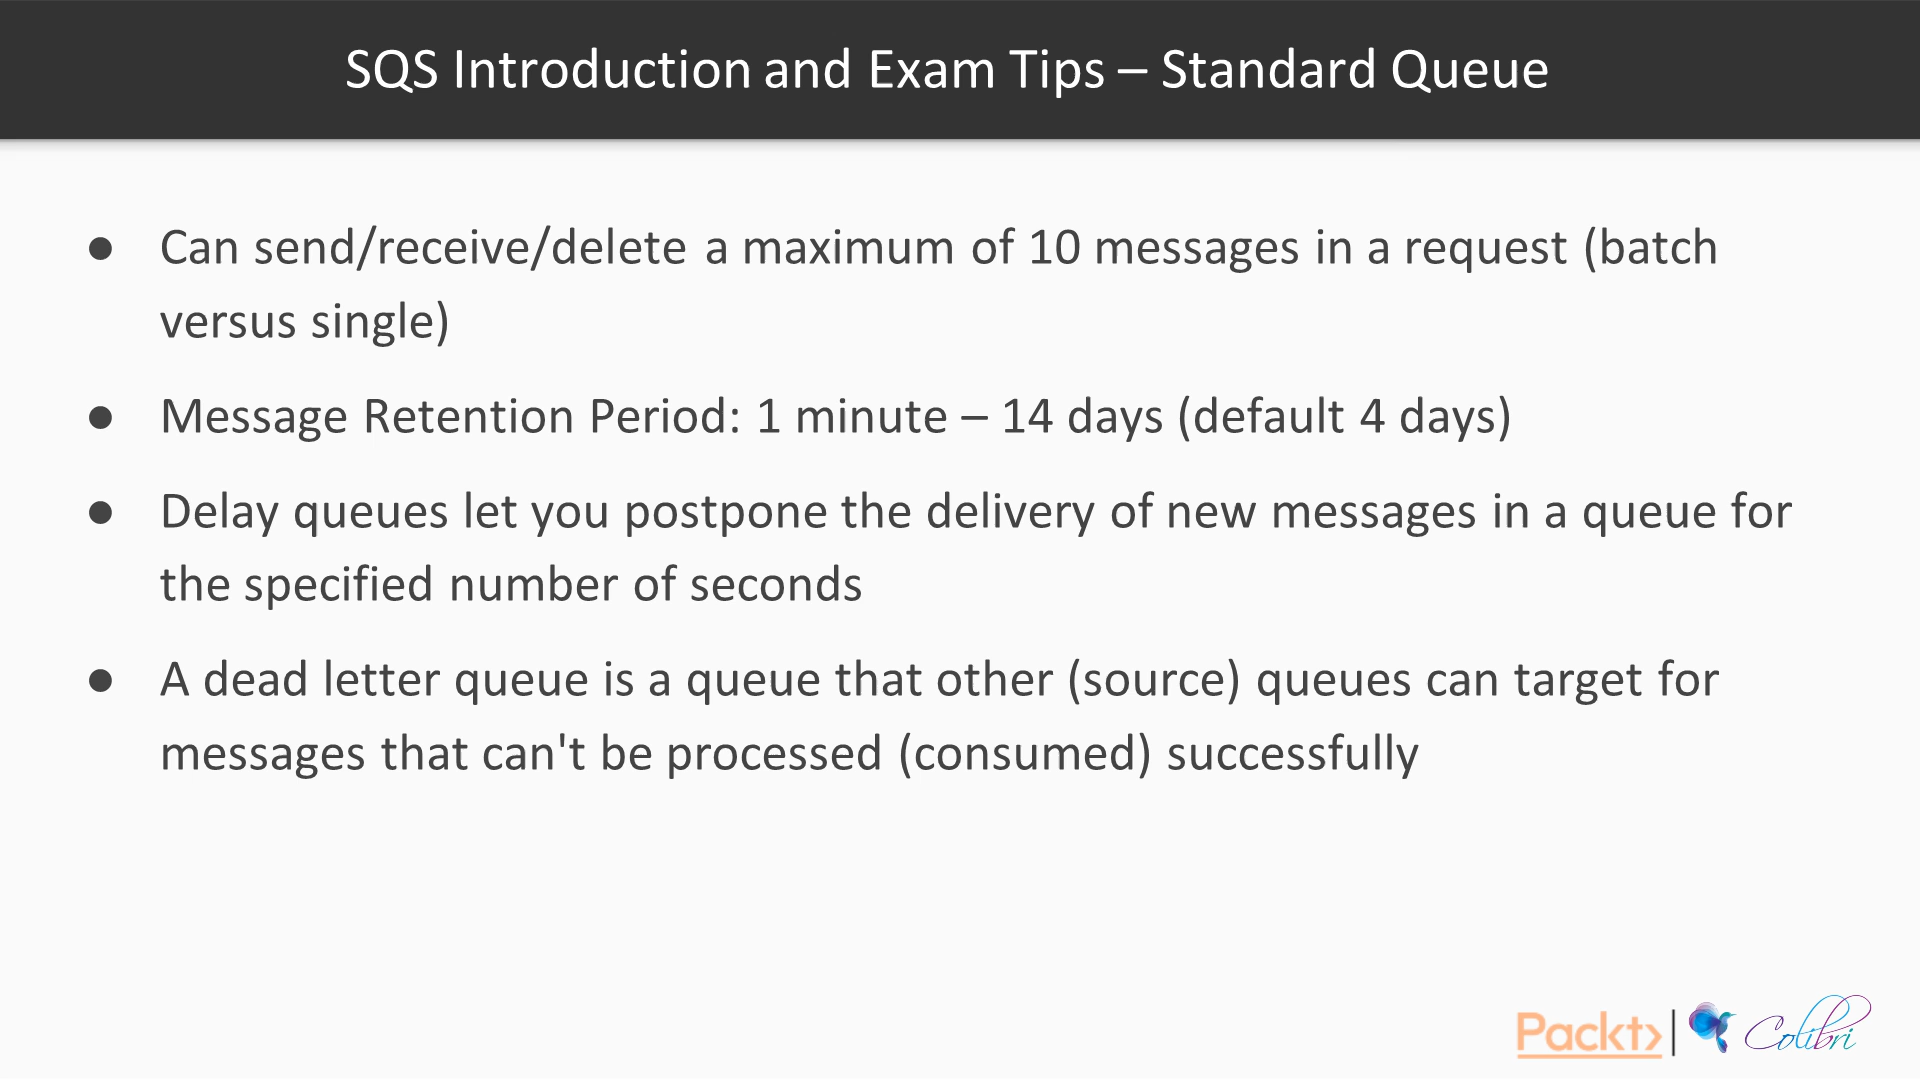 SQS Introduction and Exam Tips – Standard Queue
● Can send/receive/delete a maximum of 10 messages in a request (batch
versus single)
● Message Retention Period: 1 minute – 14 days (default 4 days)
● Delay queues let you postpone the delivery of new messages in a queue for
the specified number of seconds
● A dead letter queue is a queue that other (source) queues can target for
messages that can't be processed (consumed) successfully
Packt> | Colibri